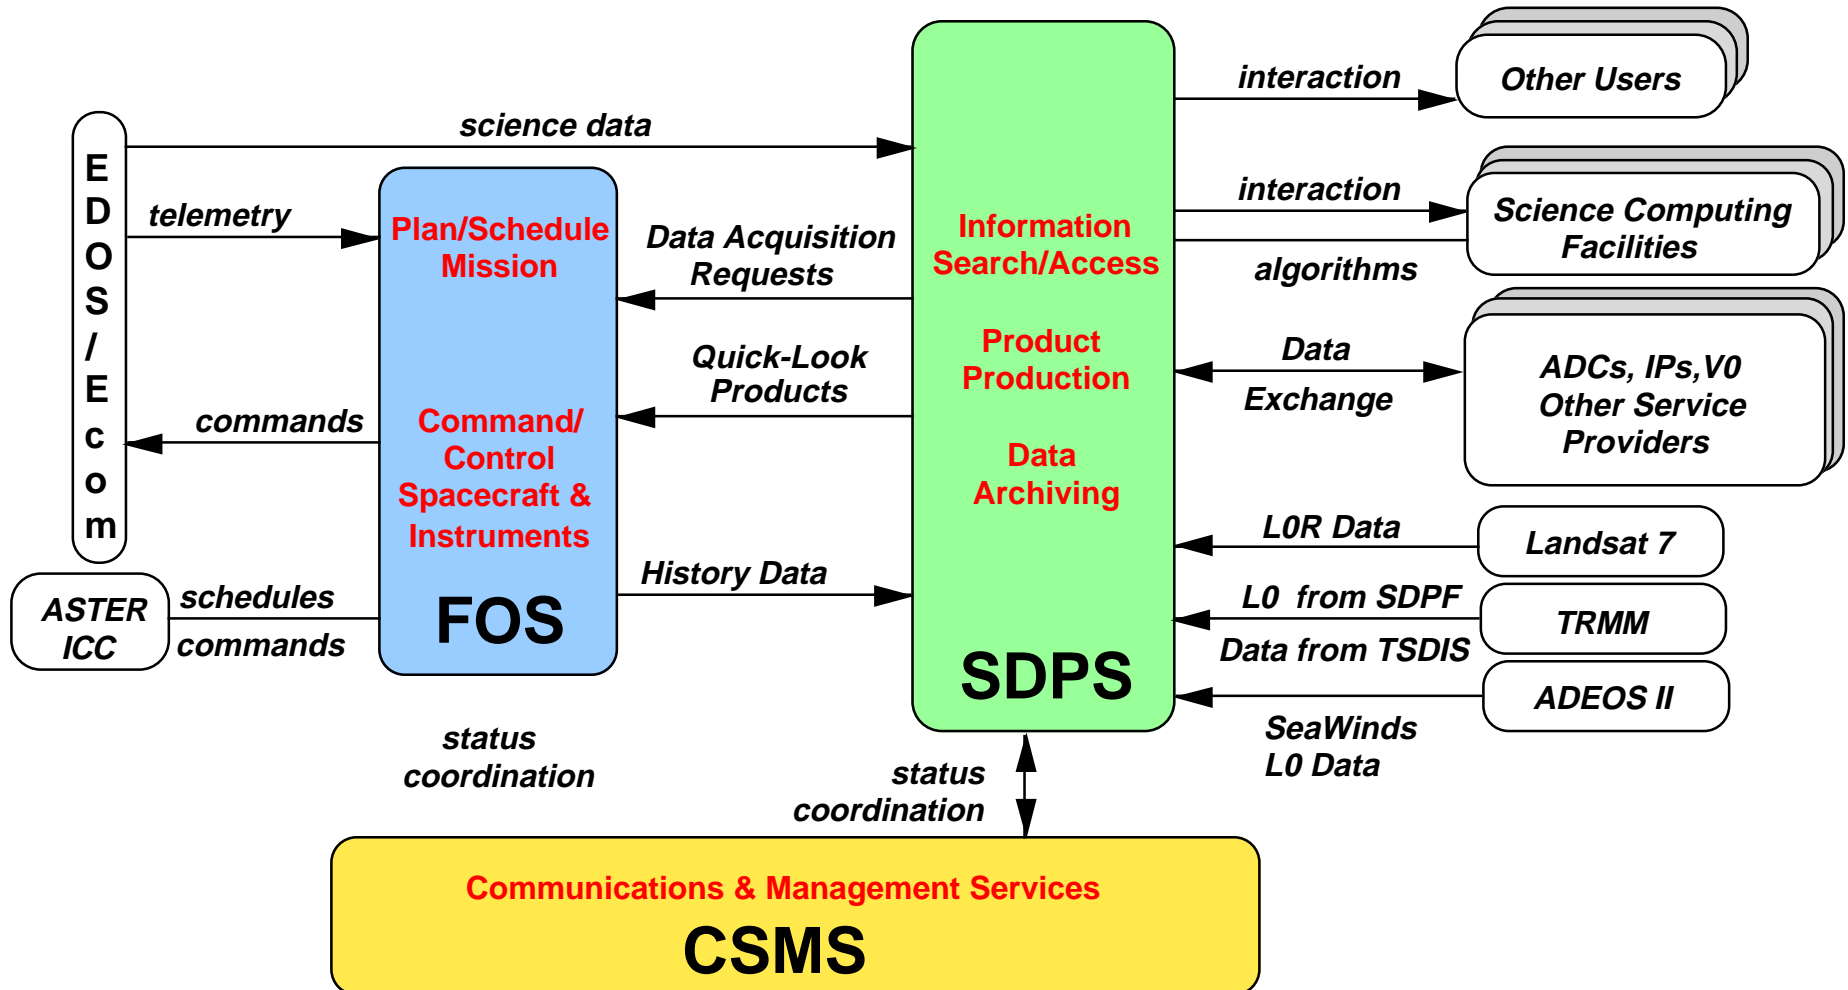 EDOS/Ecom
ASTER
ICC
science data
telemetry
commands
schedules
commands
Plan/Schedule
Mission
Command/
Control
Spacecraft &
Instruments
FOS
Data Acquisition
Requests
Quick-Look
Products
History Data
Information
Search/Access
Product
Production
Data
Archiving
SDPS
interaction
Other Users
interaction
algorithms
Science Computing
Facilities
Data
Exchange
ADCs, IPs,V0
Other Service
Providers
L0R Data
Landsat 7
L0 from SDPF
Data from TSDIS
TRMM
SeaWinds
L0 Data
ADEOS II
status
coordination
status
coordination
Communications & Management Services
CSMS